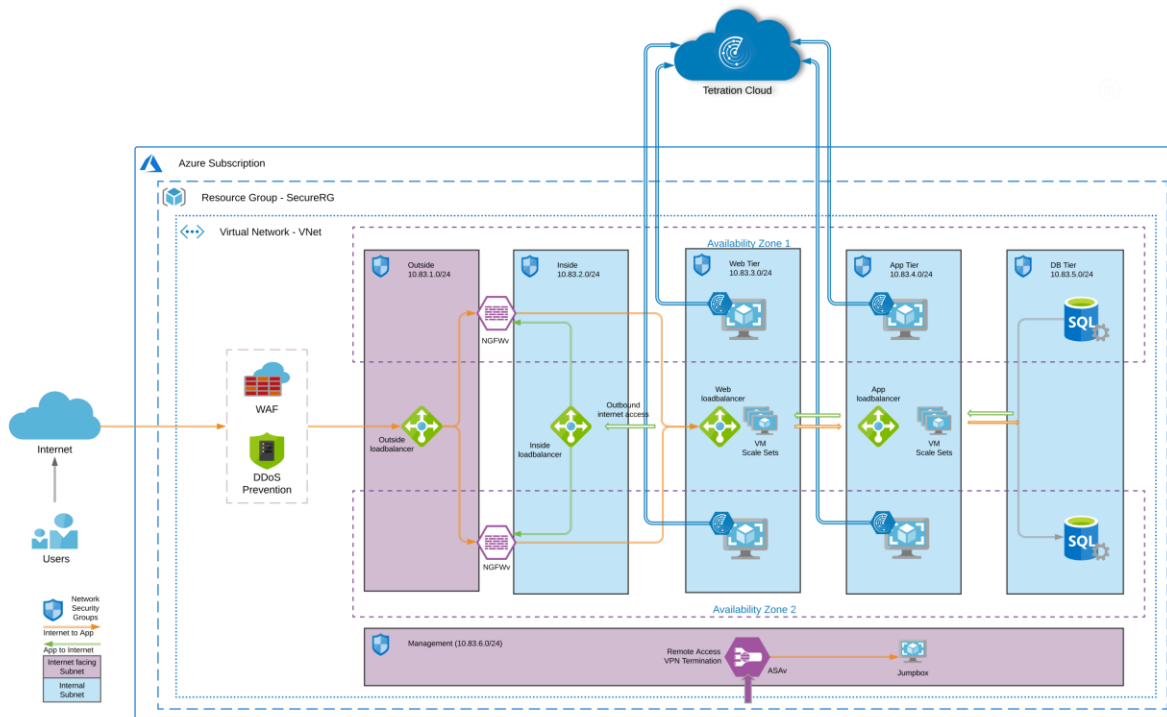 Tetration Cloud
Azure Subscription
Resource Group - SecureRG
Virtual Network - VNet
Availability Zone 1
Outside
10.83.1.0/24
Inside
10.83.2.0/24
Web Tier
10.83.3.0/24
App Tier
10.83.4.0/24
DB Tier
10.83.5.0/24
NGFWv
SQL
WAF
DDoS
Prevention
Internet
Users
Outside
loadbalancer
Inside
loadbalancer
Outbound
internet access
Web
loadbalancer
VM
Scale Sets
App
loadbalancer
VM
Scale Sets
NGFWv
SQL
Availability Zone 2
Management (10.83.6.0/24)
Remote Access
VPN Termination
ASAv
Jumpbox
Network
Security
Groups
Internet to App
App to Internet
Internet facing
Subnet
Internal
Subnet